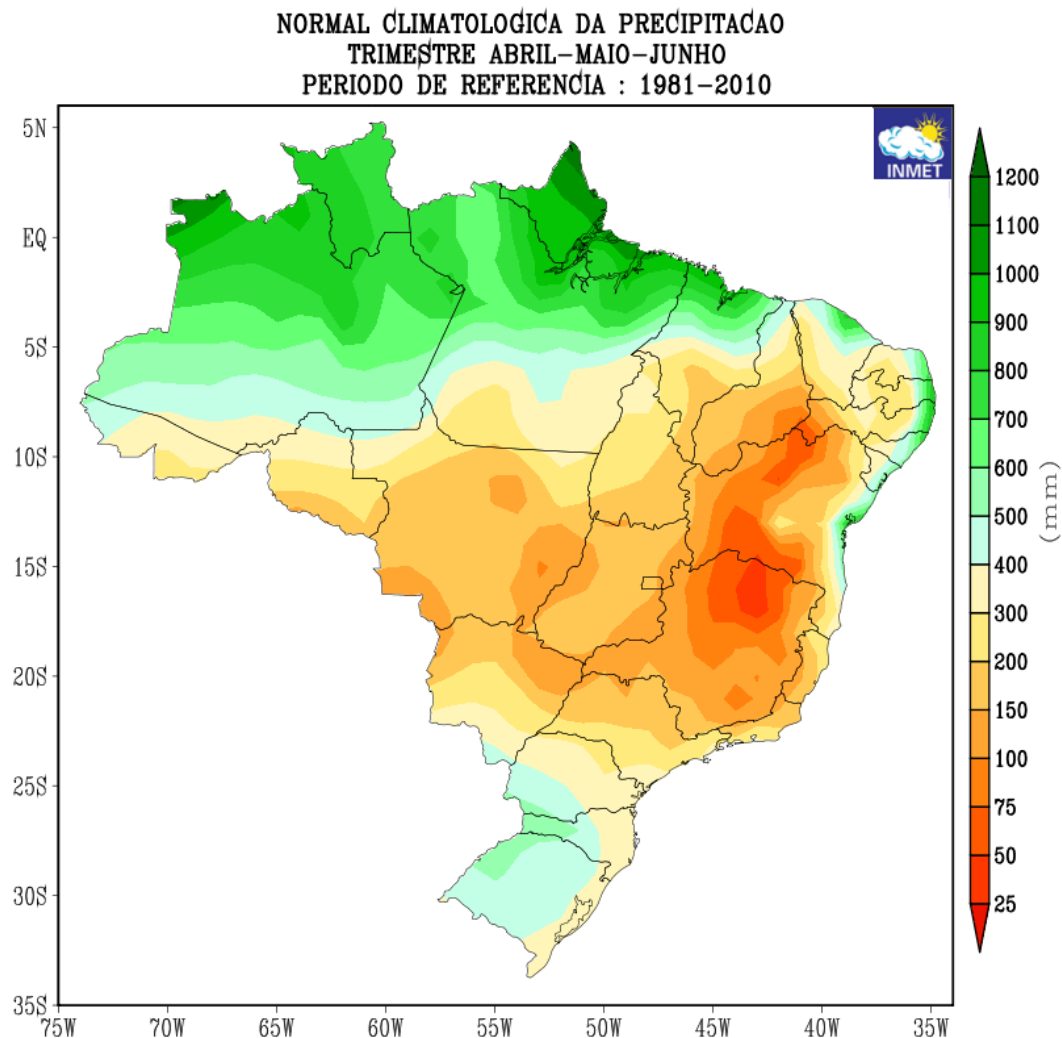 NORMAL CLIMATOLOGICA DA PRECIPITACAO
TRIMESTRE ABRIL-MAIO-JUNHO
PERIODO DE REFERENCIA : 1981-2010
INMET
5N
EQ
5S
10S
15S
20S
25S
30S
35S
75W 70W 65W 60W 55W 50W 45W 40W 35W
1200
1100
1000
900
800
700
600
500
400
300
200
150
100
75
50
25
(mm)